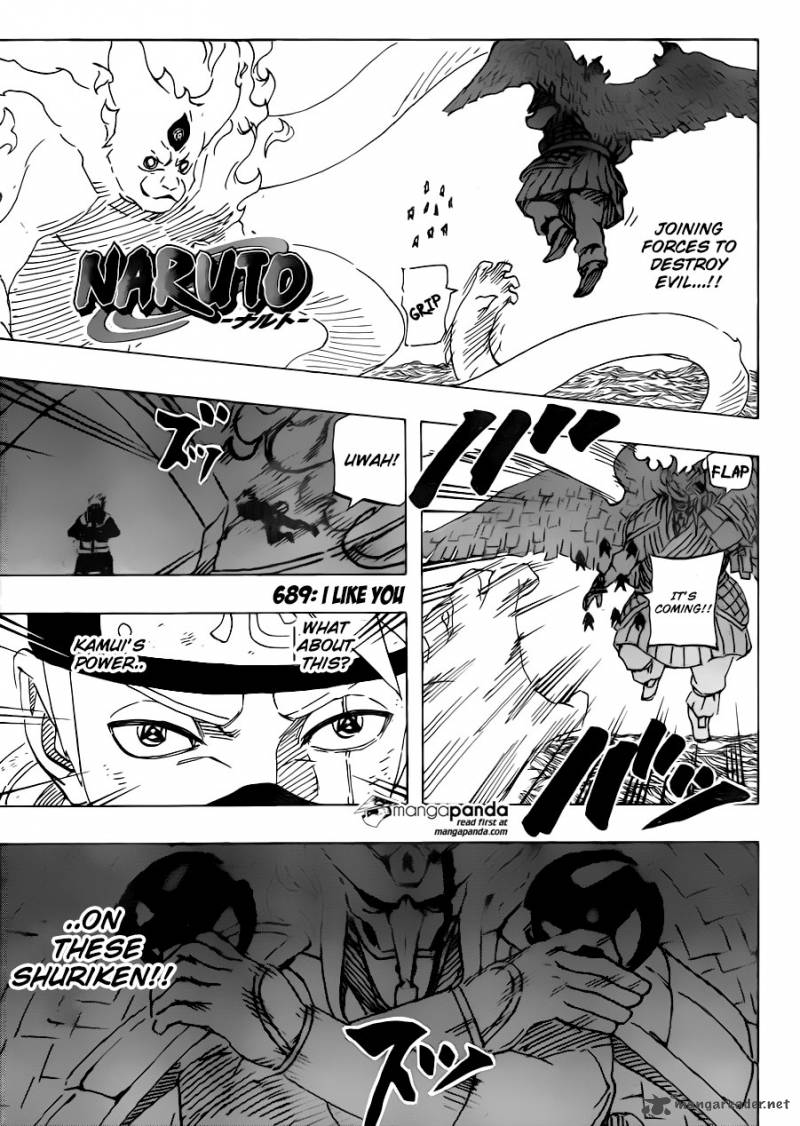 JOINING
FORCES TO
DESTROY
EVIL...!!
NARUTO
-ナルト-
GRIP
バッ
FLAP
IT'S
COMING!!
バッ
ズッ
UWAH!
689: I LIKE YOU
WHAT
ABOUT
THIS?
KAMUI'S
POWER..
mangapanda
read first at
mangapanda.com
..ON
THESE
SHURIKEN!!
ズッ
mangareader.net